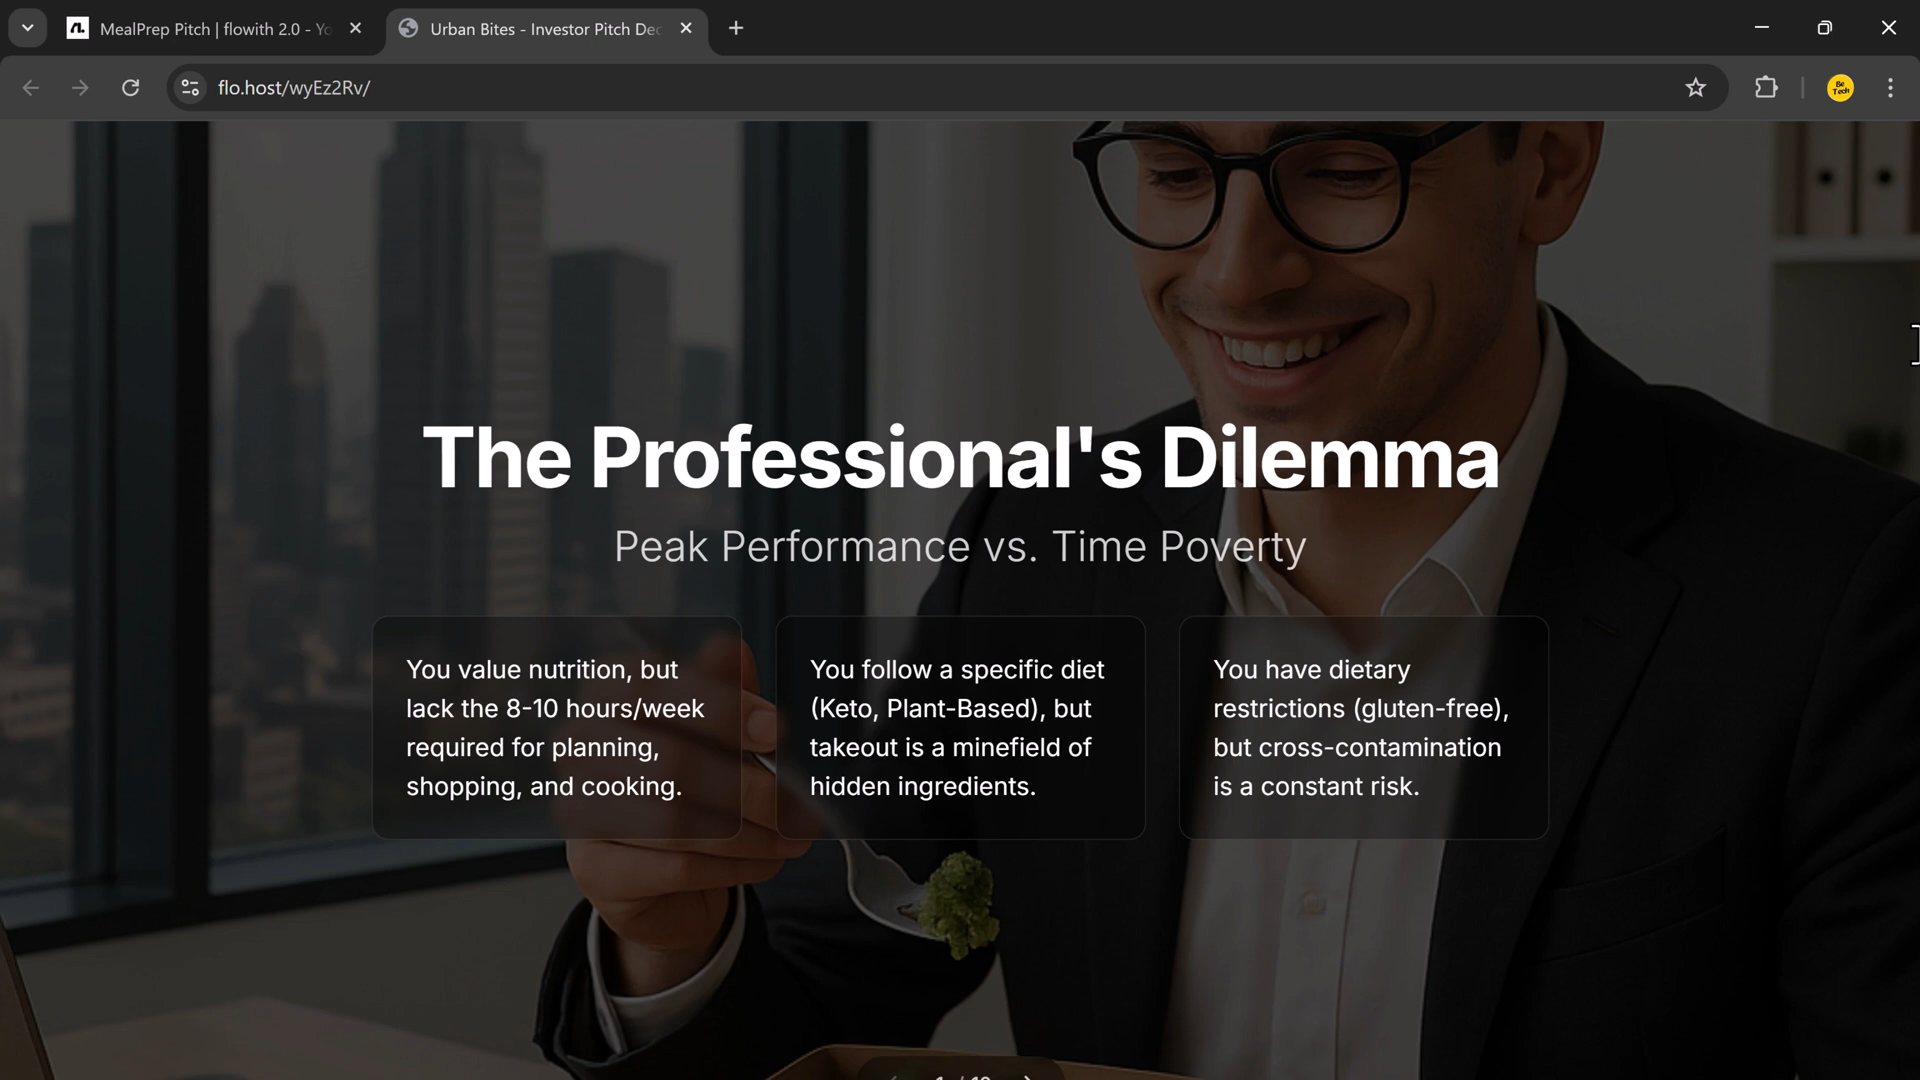 MealPrep Pitch | flowith 2.0 - Yo
Urban Bites - Investor Pitch Dec
flo.host/wyEz2Rv/
Be
Tech
The Professional's Dilemma
Peak Performance vs. Time Poverty
You value nutrition, but
lack the 8-10 hours/week
required for planning,
shopping, and cooking.
You follow a specific diet
(Keto, Plant-Based), but
takeout is a minefield of
hidden ingredients.
You have dietary
restrictions (gluten-free),
but cross-contamination
is a constant risk.